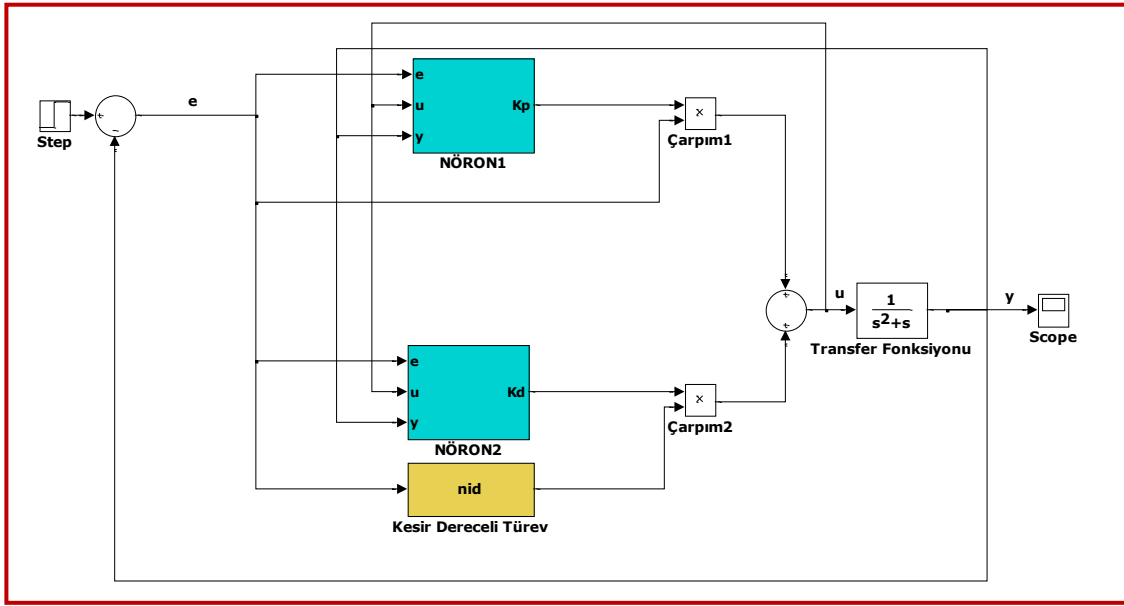 Step
e
e
u
y
Kp
NÖRON1
×
Çarpım1
e
u
y
Kd
NÖRON2
×
Çarpım2
nid
Kesir Dereceli Türev
+
−
+
+
u
1
s²+s
Transfer Fonksiyonu
y
Scope